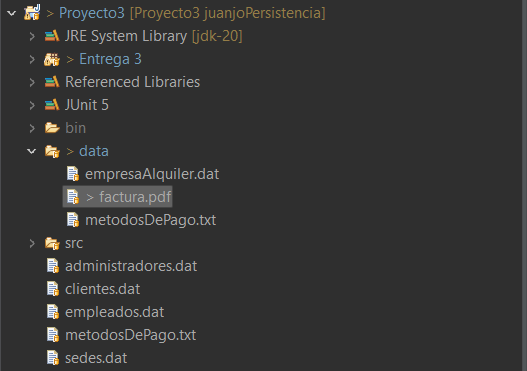 > Proyecto3 [Proyecto3 juanjoPersistencia]
JRE System Library [jdk-20]
> Entrega 3
Referenced Libraries
JUnit 5
bin
> data
empresaAlquiler.dat
> factura.pdf
metodosDePago.txt
src
administradores.dat
clientes.dat
empleados.dat
metodosDePago.txt
sedes.dat